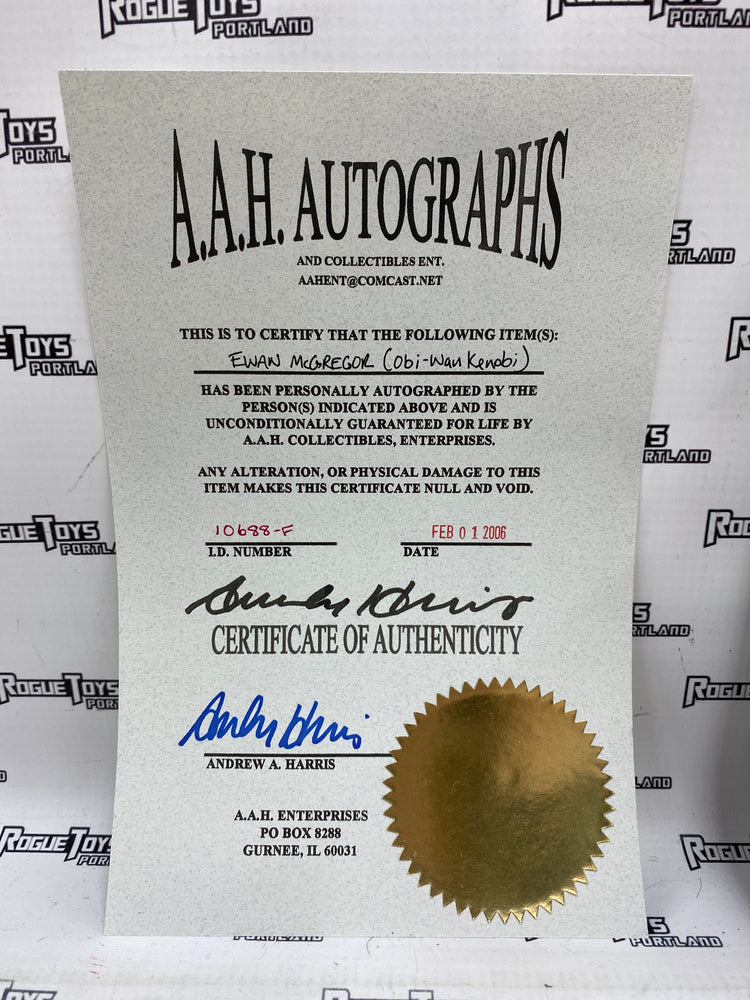 ROGUE TOYS
PORTLAND
A.A.H. AUTOGRAPHS
AND COLLECTIBLES ENT.
AAHENT@COMCAST.NET
THIS IS TO CERTIFY THAT THE FOLLOWING ITEM(S):
EWAN McGREGOR (Obi-Wan Kenobi)
HAS BEEN PERSONALLY AUTOGRAPHED BY THE
PERSON(S) INDICATED ABOVE AND IS
UNCONDITIONALLY GUARANTEED FOR LIFE BY
A.A.H. COLLECTIBLES, ENTERPRISES.
ANY ALTERATION, OR PHYSICAL DAMAGE TO THIS
ITEM MAKES THIS CERTIFICATE NULL AND VOID.
10688-F FEB 01 2006
I.D. NUMBER DATE
CERTIFICATE OF AUTHENTICITY
ANDREW A. HARRIS
A.A.H. ENTERPRISES
PO BOX 8288
GURNEE, IL 60031